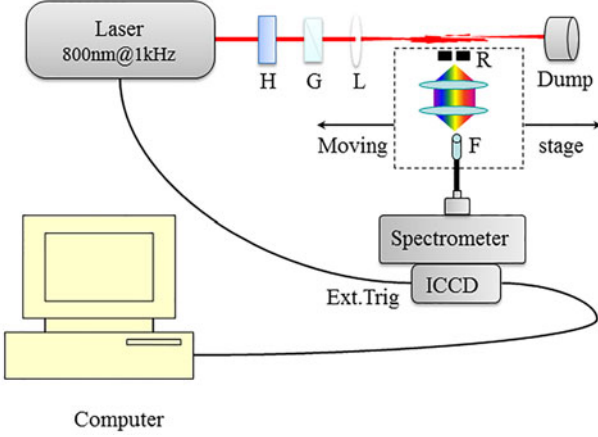 Laser
800nm@1kHz
H
G
L
R
Dump
Moving
F
stage
Spectrometer
Ext.Trig
ICCD
Computer